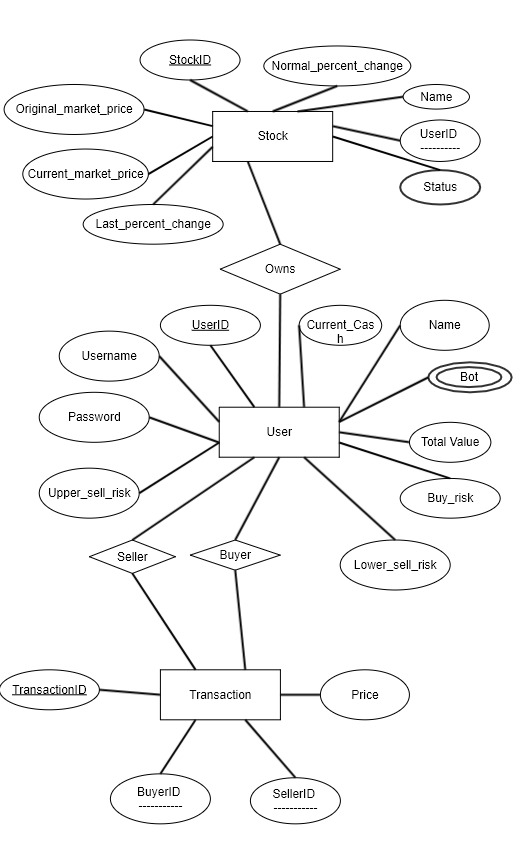 StockID
Normal_percent_change
Name
Original_market_price
Stock
UserID
----------
Current_market_price
Status
Last_percent_change
Owns
UserID
Current_Cas
h
Name
Username
Bot
Password
User
Total Value
Upper_sell_risk
Buy_risk
Seller
Buyer
Lower_sell_risk
TransactionID
Transaction
Price
BuyerID
-----------
SellerID
-----------